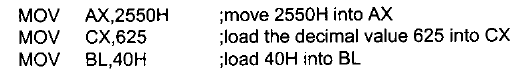 MOV AX,2550H ;move 2550H into AX
MOV CX,625 ;load the decimal value 625 into CX
MOV BL,40H ;load 40H into BL